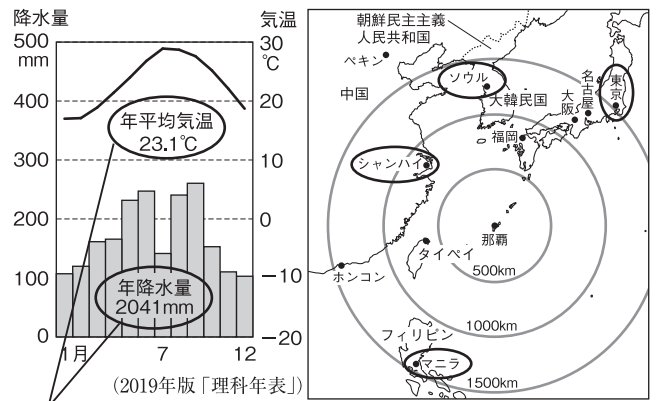 降水量
500
mm
400
300
200
100
0
気温
30
℃
20
10
0
−10
−20
年平均気温
23.1℃
年降水量
2041mm
1月
7
12
(2019年版「理科年表」)
朝鮮民主主義
人民共和国
ペキン
ソウル
中国
大韓民国
名古屋
東京
大阪
福岡
シャンハイ
那覇
タイペイ
ホンコン
500km
1000km
フィリピン
マニラ
1500km